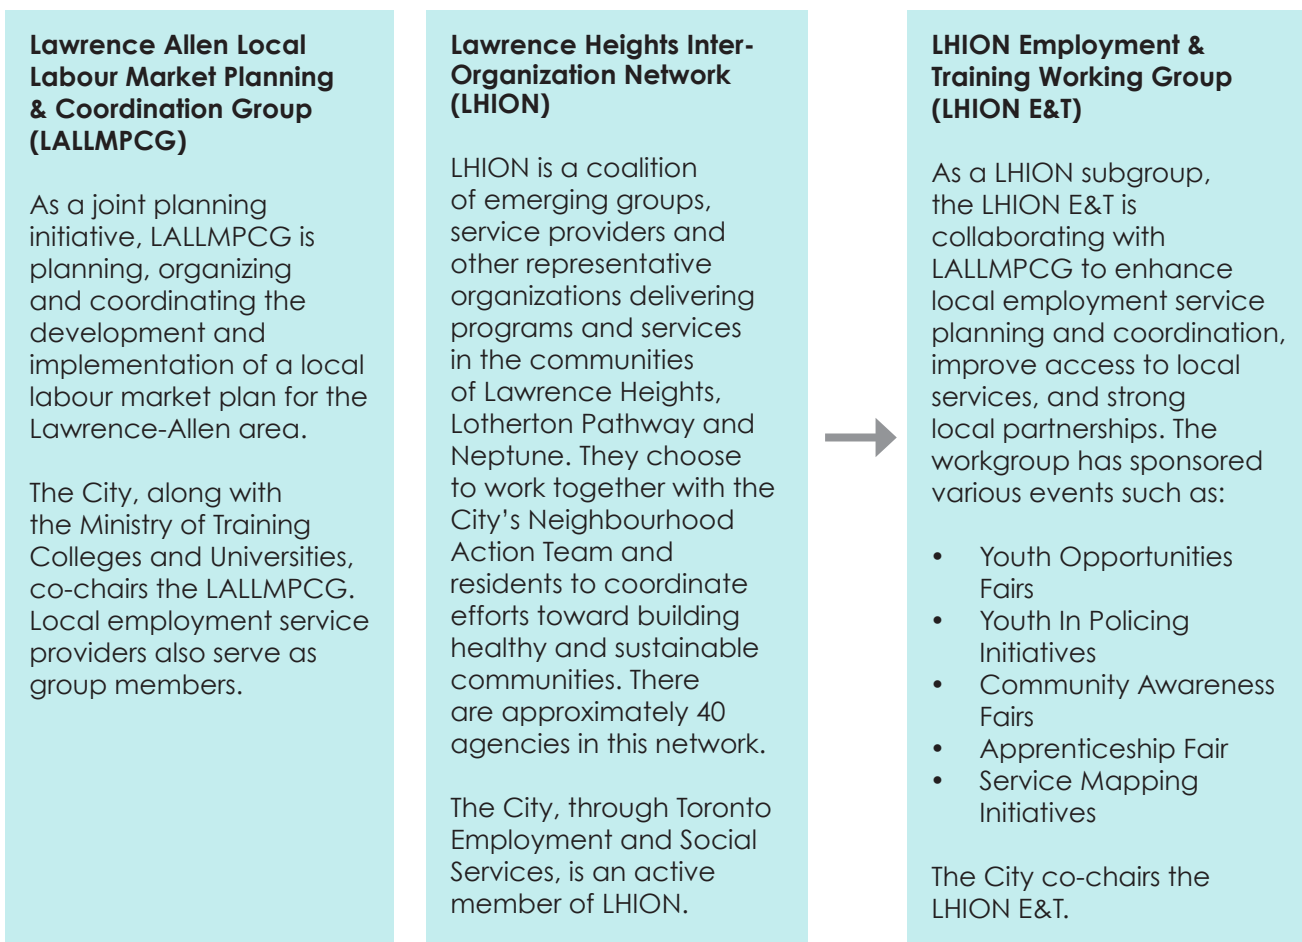 Lawrence Allen Local
Labour Market Planning
& Coordination Group
(LALLMPCG)
As a joint planning
initiative, LALLMPCG is
planning, organizing
and coordinating the
development and
implementation of a local
labour market plan for the
Lawrence-Allen area.
The City, along with
the Ministry of Training
Colleges and Universities,
co-chairs the LALLMPCG.
Local employment service
providers also serve as
group members.
Lawrence Heights Inter-
Organization Network
(LHION)
LHION is a coalition
of emerging groups,
service providers and
other representative
organizations delivering
programs and services
in the communities
of Lawrence Heights,
Lotherton Pathway and
Neptune. They choose
to work together with the
City’s Neighbourhood
Action Team and
residents to coordinate
efforts toward building
healthy and sustainable
communities. There
are approximately 40
agencies in this network.
The City, through Toronto
Employment and Social
Services, is an active
member of LHION.
LHION Employment &
Training Working Group
(LHION E&T)
As a LHION subgroup,
the LHION E&T is
collaborating with
LALLMPCG to enhance
local employment service
planning and coordination,
improve access to local
services, and strong
local partnerships. The
workgroup has sponsored
various events such as:
• Youth Opportunities
Fairs
• Youth In Policing
Initiatives
• Community Awareness
Fairs
• Apprenticeship Fair
• Service Mapping
Initiatives
The City co-chairs the
LHION E&T.